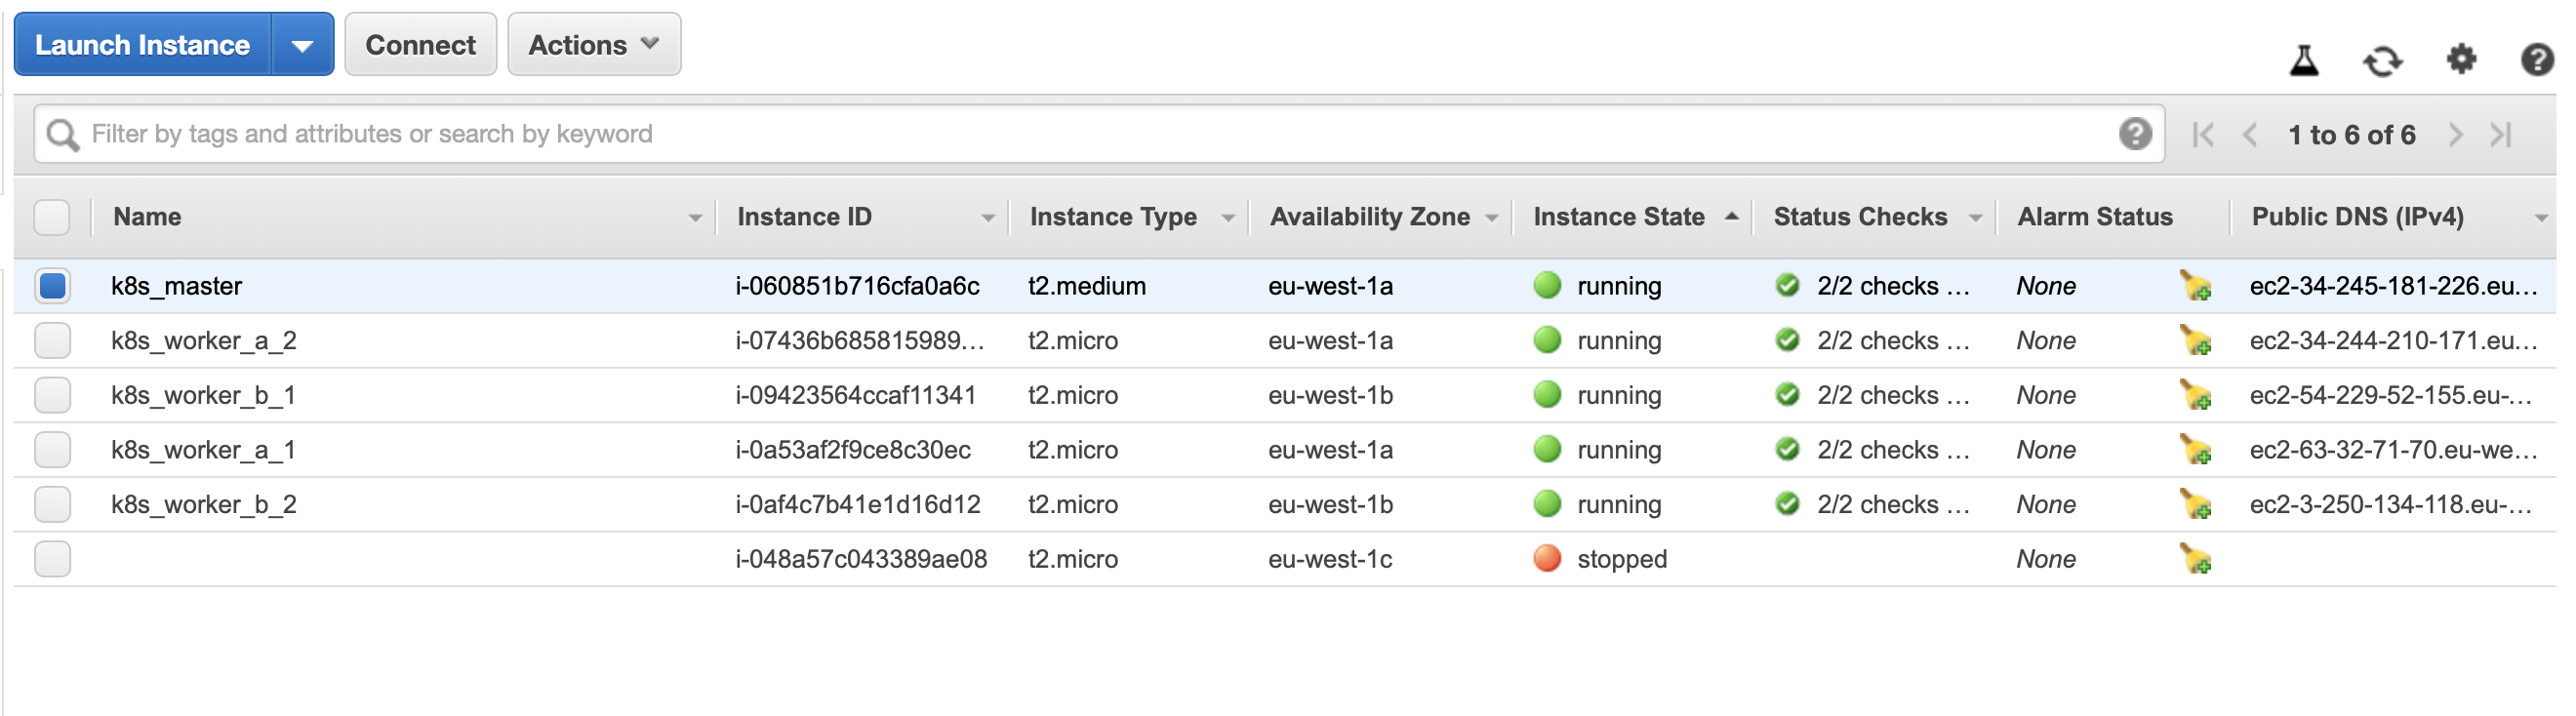 Launch Instance Connect Actions
Filter by tags and attributes or search by keyword 1 to 6 of 6
Name Instance ID Instance Type Availability Zone Instance State Status Checks Alarm Status Public DNS (IPv4)
k8s_master i-060851b716cfa0a6c t2.medium eu-west-1a running 2/2 checks ... None ec2-34-245-181-226.eu...
k8s_worker_a_2 i-07436b685815989... t2.micro eu-west-1a running 2/2 checks ... None ec2-34-244-210-171.eu...
k8s_worker_b_1 i-09423564ccaf11341 t2.micro eu-west-1b running 2/2 checks ... None ec2-54-229-52-155.eu-...
k8s_worker_a_1 i-0a53af2f9ce8c30ec t2.micro eu-west-1a running 2/2 checks ... None ec2-63-32-71-70.eu-we...
k8s_worker_b_2 i-0af4c7b41e1d16d12 t2.micro eu-west-1b running 2/2 checks ... None ec2-3-250-134-118.eu-...
i-048a57c043389ae08 t2.micro eu-west-1c stopped None